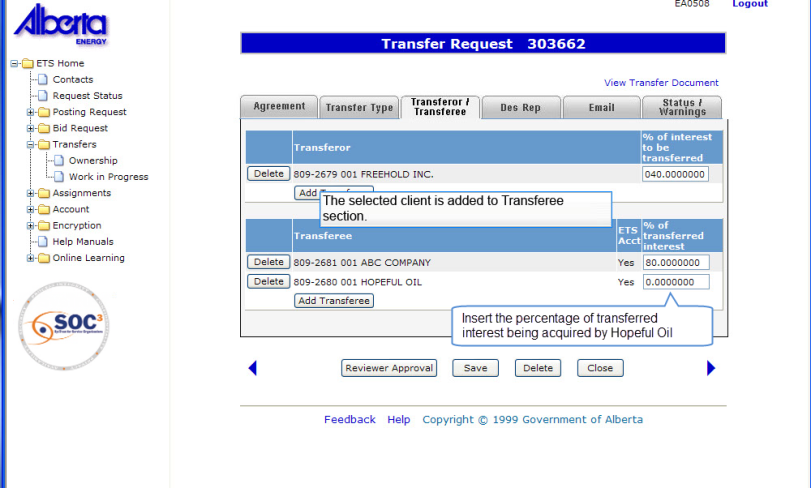 EA0508 Logout
Alberta
ENERGY
Transfer Request 303662
ETS Home
Contacts
Request Status
Posting Request
Bid Request
Transfers
Ownership
Work in Progress
Assignments
Account
Encryption
Help Manuals
Online Learning
SOC3
View Transfer Document
Agreement
Transfer Type
Transferor /
Transferee
Des Rep
Email
Status /
Warnings
Transferor
% of interest
to be
transferred
Delete 809-2679 001 FREEHOLD INC. 040.0000000
Add
The selected client is added to Transferee
section.
Transferee
ETS
Acct
% of
transferred
interest
Delete 809-2681 001 ABC COMPANY Yes 80.0000000
Delete 809-2680 001 HOPEFUL OIL Yes 0.0000000
Add Transferee
Insert the percentage of transferred
interest being acquired by Hopeful Oil
Reviewer Approval Save Delete Close
Feedback Help Copyright © 1999 Government of Alberta